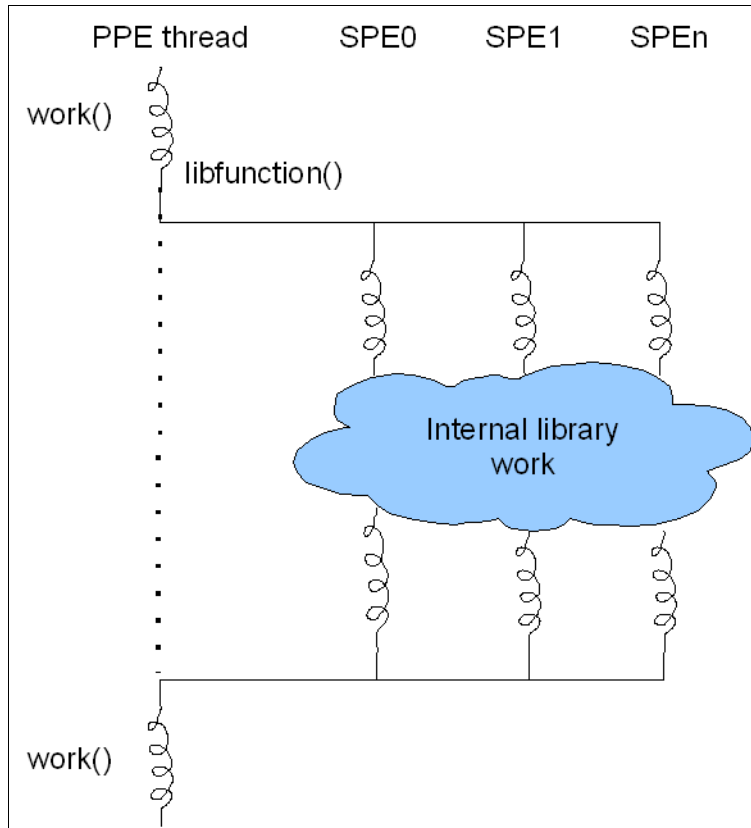 PPE thread SPE0 SPE1 SPEn
work()
libfunction()
Internal library
work
work()